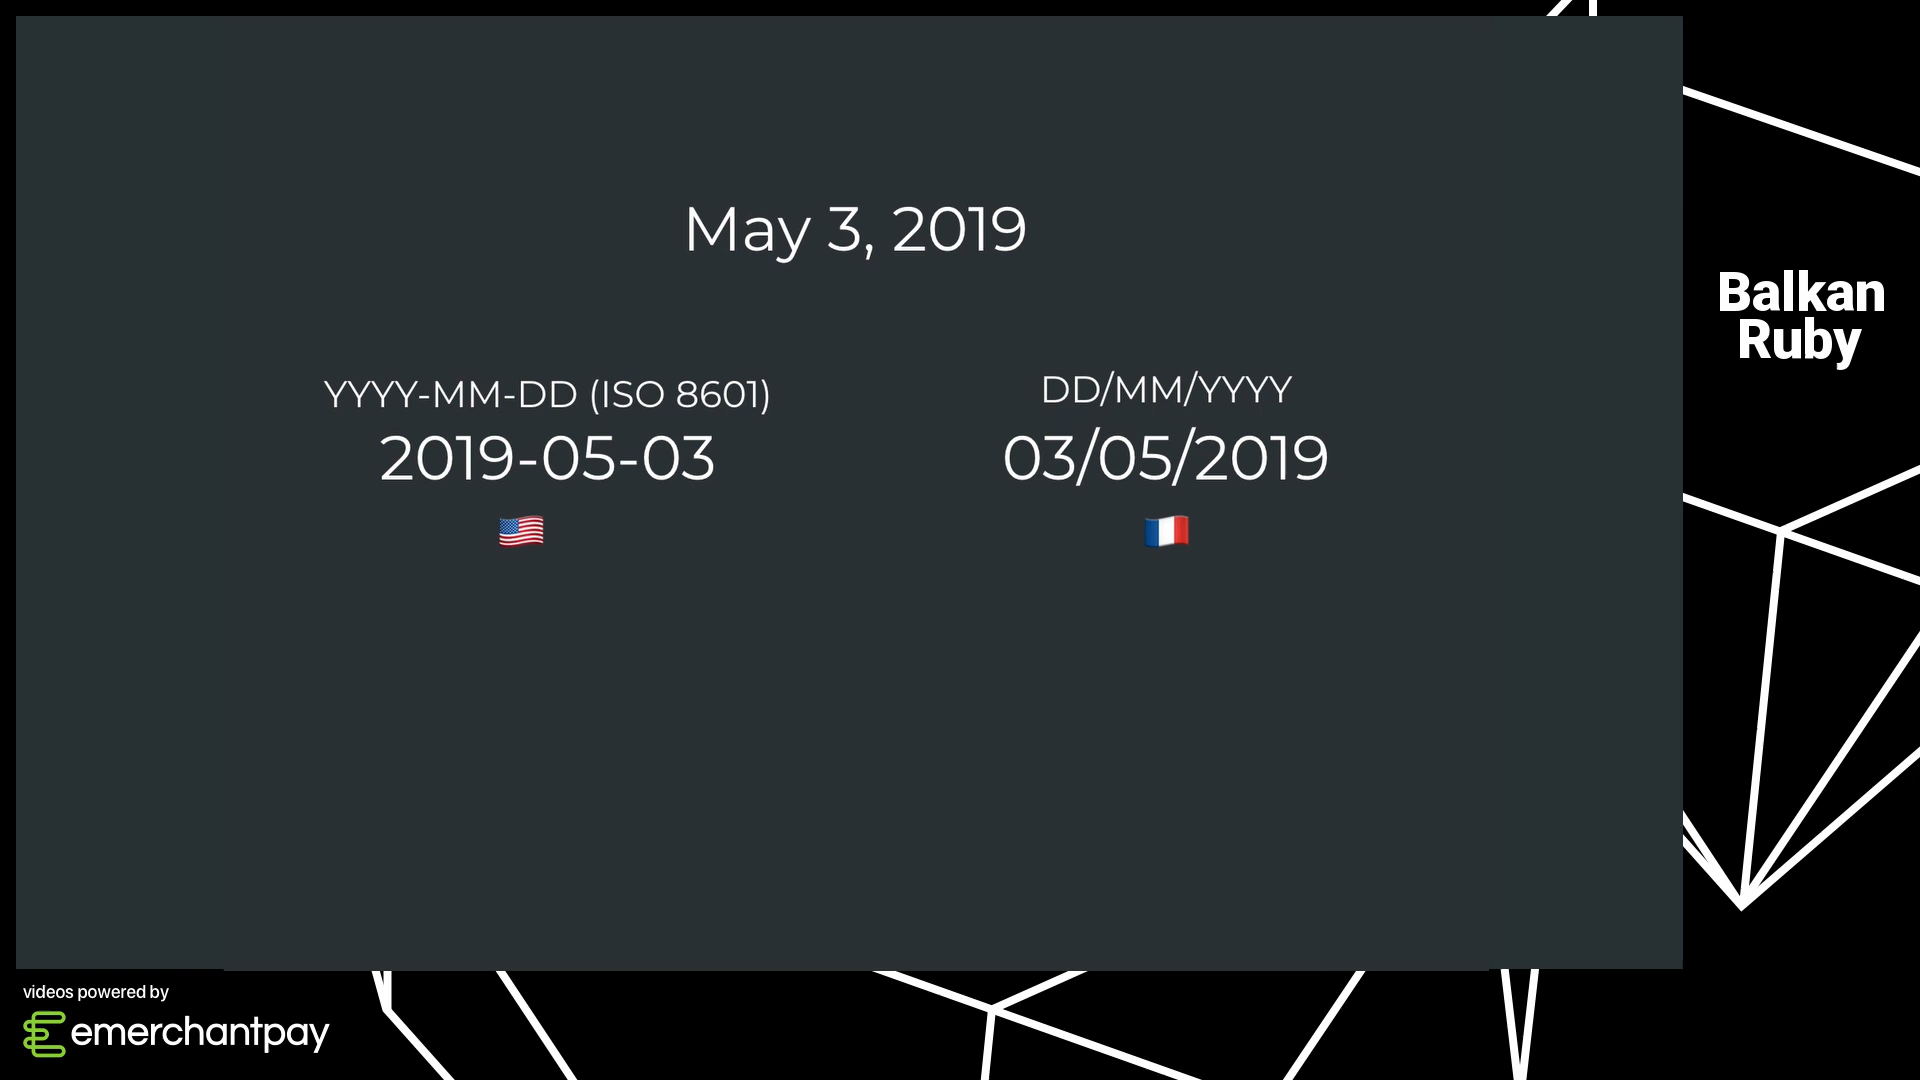 May 3, 2019
YYYY-MM-DD (ISO 8601)
2019-05-03
DD/MM/YYYY
03/05/2019
Balkan
Ruby
videos powered by
emerchantpay